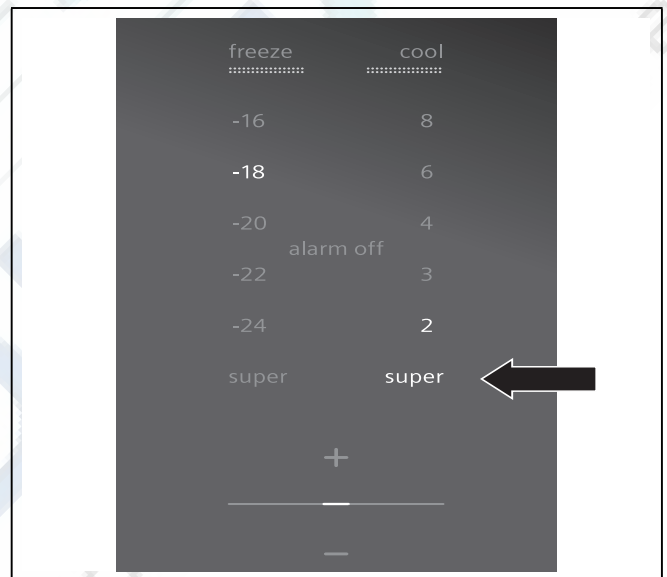 freeze cool
-16 8
-18 6
-20 4
alarm off
-22 3
-24 2
super super
+
−